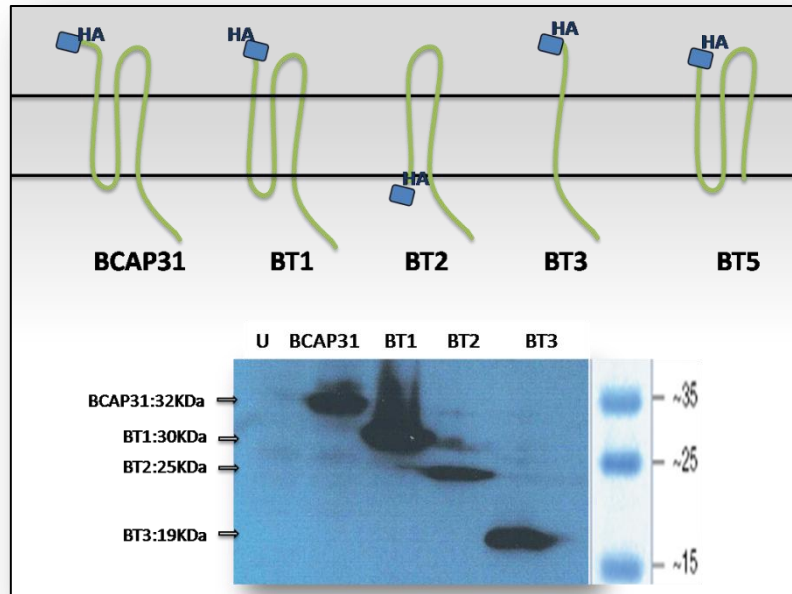 HA HA HA HA
HA
BCAP31 BT1 BT2 BT3 BT5
U BCAP31 BT1 BT2 BT3
BCAP31:32KDa
BT1:30KDa
BT2:25KDa
BT3:19KDa
~35
~25
~15